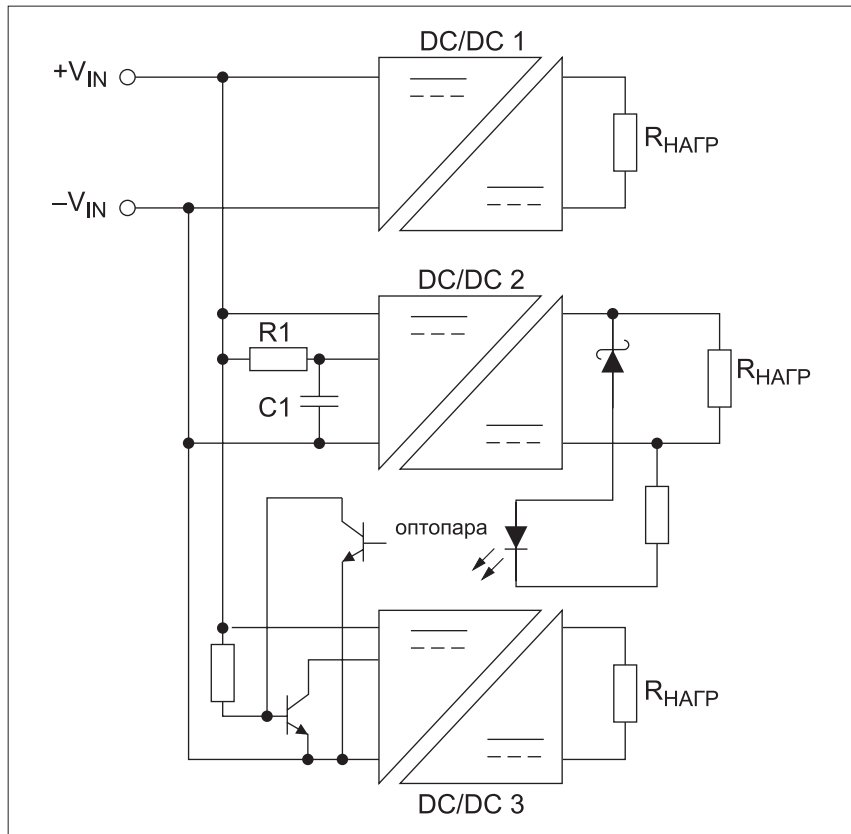 DC/DC 1
+VIN
RНАГР
–VIN
DC/DC 2
R1
RНАГР
C1
оптопара
RНАГР
DC/DC 3